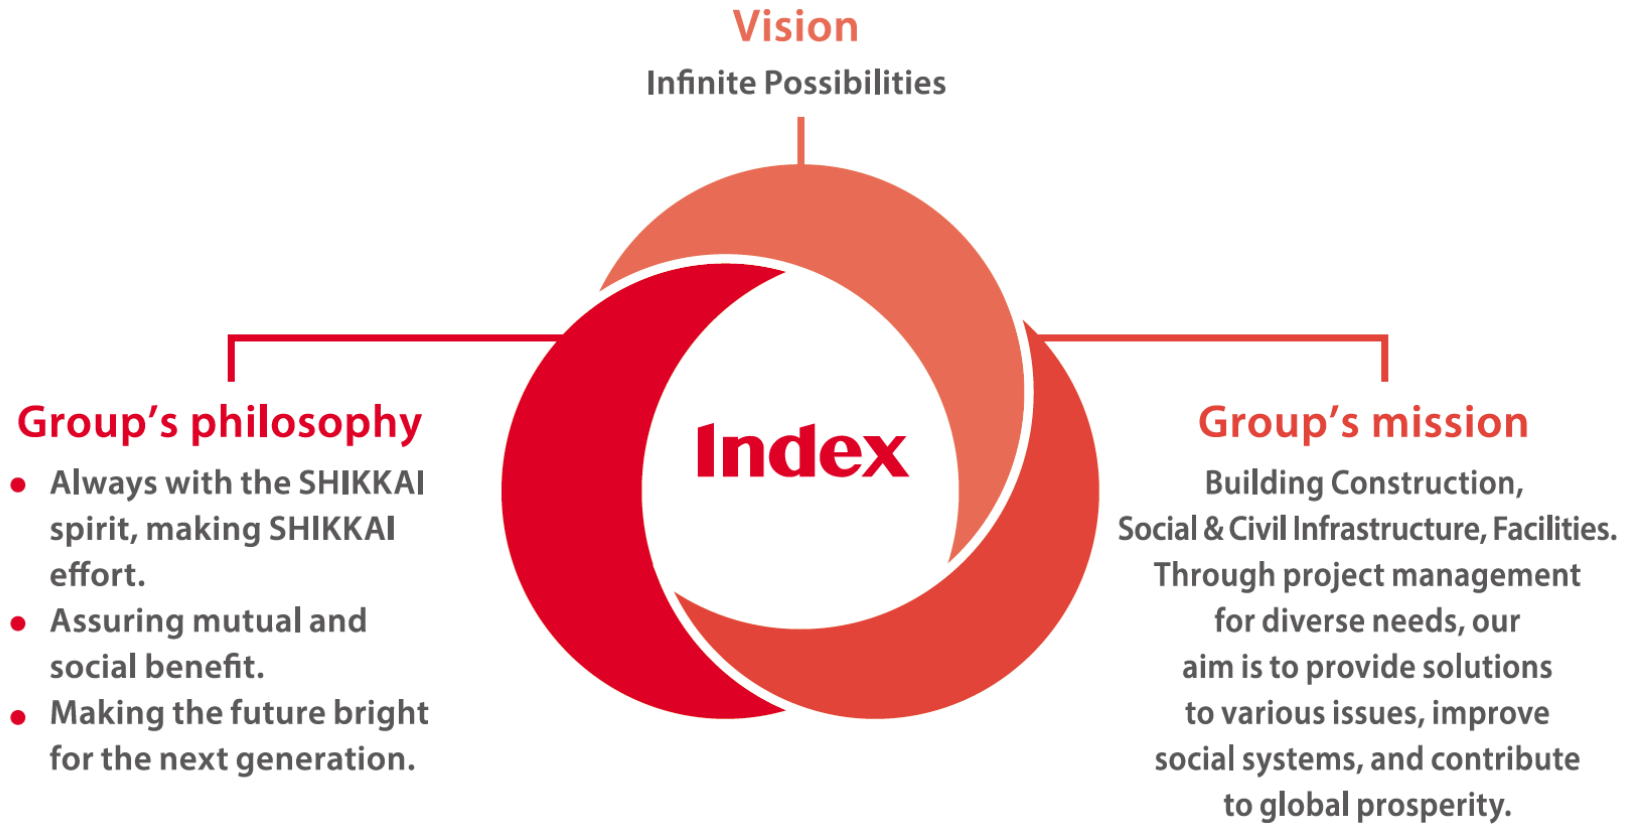 Vision
Infinite Possibilities
Group's philosophy
• Always with the SHIKKAI
spirit, making SHIKKAI
effort.
• Assuring mutual and
social benefit.
• Making the future bright
for the next generation.
Index
Group's mission
Building Construction,
Social & Civil Infrastructure, Facilities.
Through project management
for diverse needs, our
aim is to provide solutions
to various issues, improve
social systems, and contribute
to global prosperity.